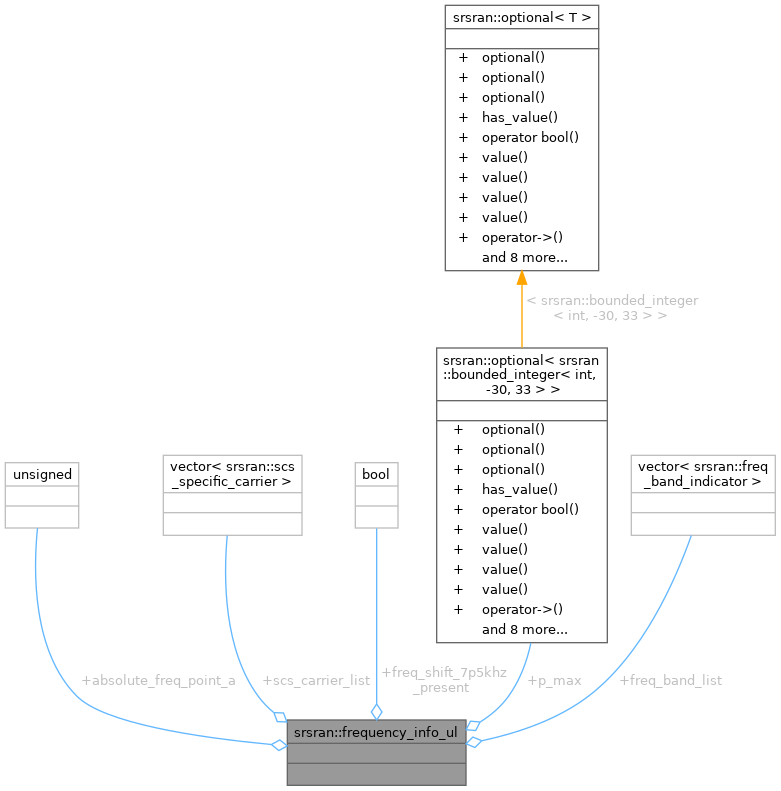 srsran::optional< T >
+ optional()
+ optional()
+ optional()
+ has_value()
+ operator bool()
+ value()
+ value()
+ value()
+ value()
+ operator->()
and 8 more...
< srsran::bounded_integer
< int, -30, 33 > >
srsran::optional< srsran
::bounded_integer< int,
-30, 33 > >
+ optional()
+ optional()
+ optional()
+ has_value()
+ operator bool()
+ value()
+ value()
+ value()
+ value()
+ operator->()
and 8 more...
unsigned
vector< srsran::scs
_specific_carrier >
bool
vector< srsran::freq
_band_indicator >
+absolute_freq_point_a
+scs_carrier_list
+freq_shift_7p5khz
_present
+p_max
+freq_band_list
srsran::frequency_info_ul